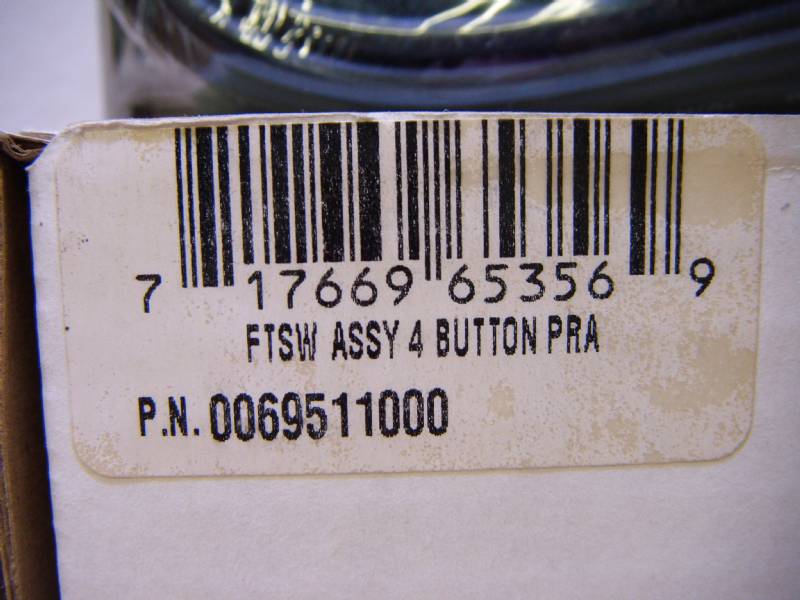 7 17669 65356 9
FTSW ASSY 4 BUTTON PRA
P.N. 0069511000